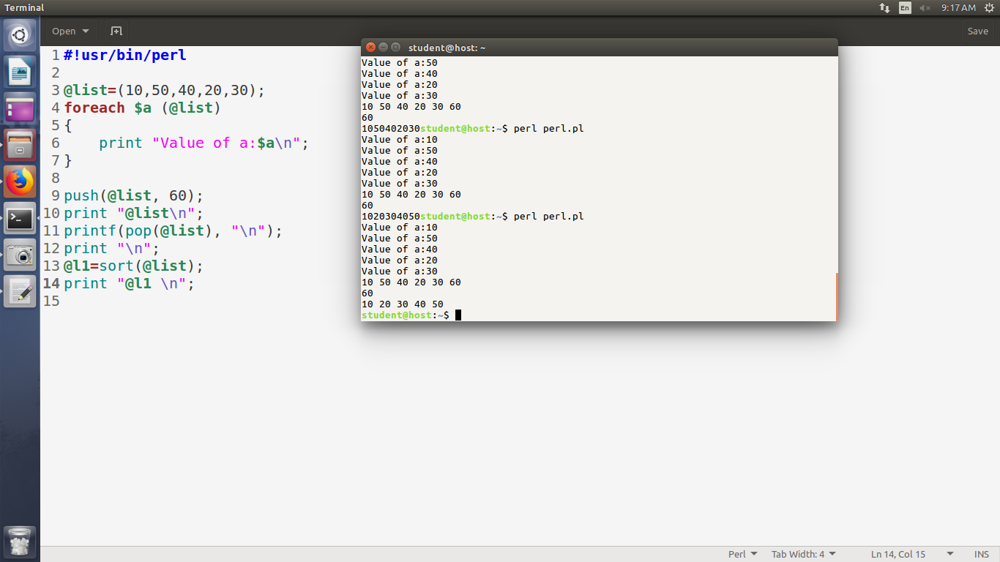 Terminal
En
9:17 AM
Open
Save
1 #!usr/bin/perl
2
3 @list=(10,50,40,20,30);
4 foreach $a (@list)
5 {
6     print "Value of a:$a\n";
7 }
8
9 push(@list, 60);
10 print "@list\n";
11 printf(pop(@list), "\n");
12 print "\n";
13 @l1=sort(@list);
14 print "@l1 \n";
15
student@host: ~
Value of a:50
Value of a:40
Value of a:20
Value of a:30
10 50 40 20 30 60
60
1050402030student@host:~$ perl perl.pl
Value of a:10
Value of a:50
Value of a:40
Value of a:20
Value of a:30
10 50 40 20 30 60
60
1020304050student@host:~$ perl perl.pl
Value of a:10
Value of a:50
Value of a:40
Value of a:20
Value of a:30
10 50 40 20 30 60
60
10 20 30 40 50
student@host:~$
Perl
Tab Width: 4
Ln 14, Col 15
INS